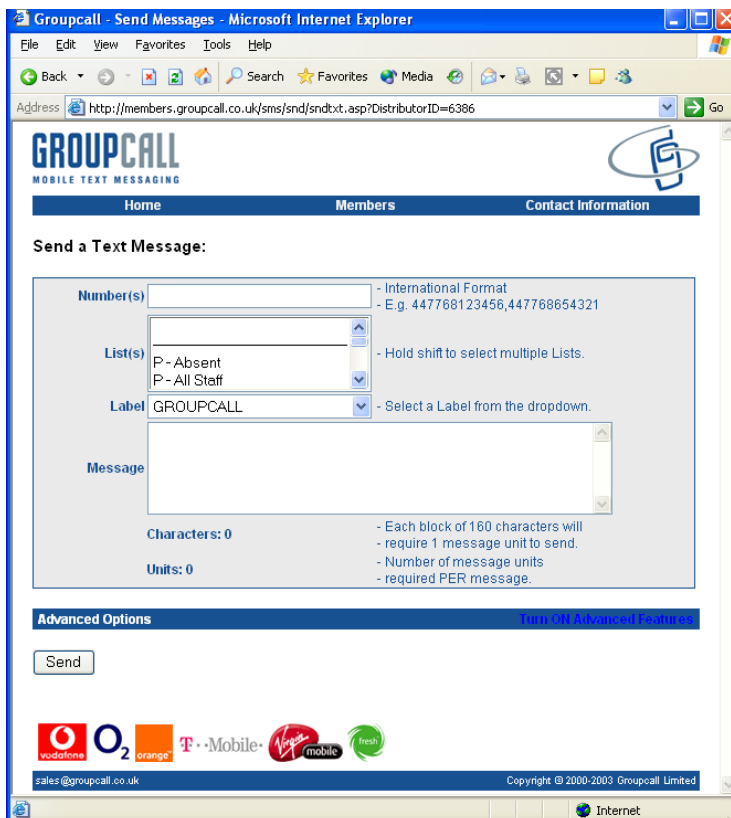 Groupcall - Send Messages - Microsoft Internet Explorer
File Edit View Favorites Tools Help
Back Search Favorites Media
Address http://members.groupcall.co.uk/sms/snd/sndtxt.asp?DistributorID=6386 Go
GROUPCALL
MOBILE TEXT MESSAGING
Home Members Contact Information
Send a Text Message:
Number(s) - International Format
- E.g. 447768123456,447768654321
List(s) - Hold shift to select multiple Lists.
P - Absent
P - All Staff
Label GROUPCALL - Select a Label from the dropdown.
Message
Characters: 0 - Each block of 160 characters will
- require 1 message unit to send.
Units: 0 - Number of message units
- required PER message.
Advanced Options Turn ON Advanced Features
Send
vodafone O2 orange T··Mobile· Virgin mobile fresh
sales@groupcall.co.uk Copyright © 2000-2003 Groupcall Limited
Internet